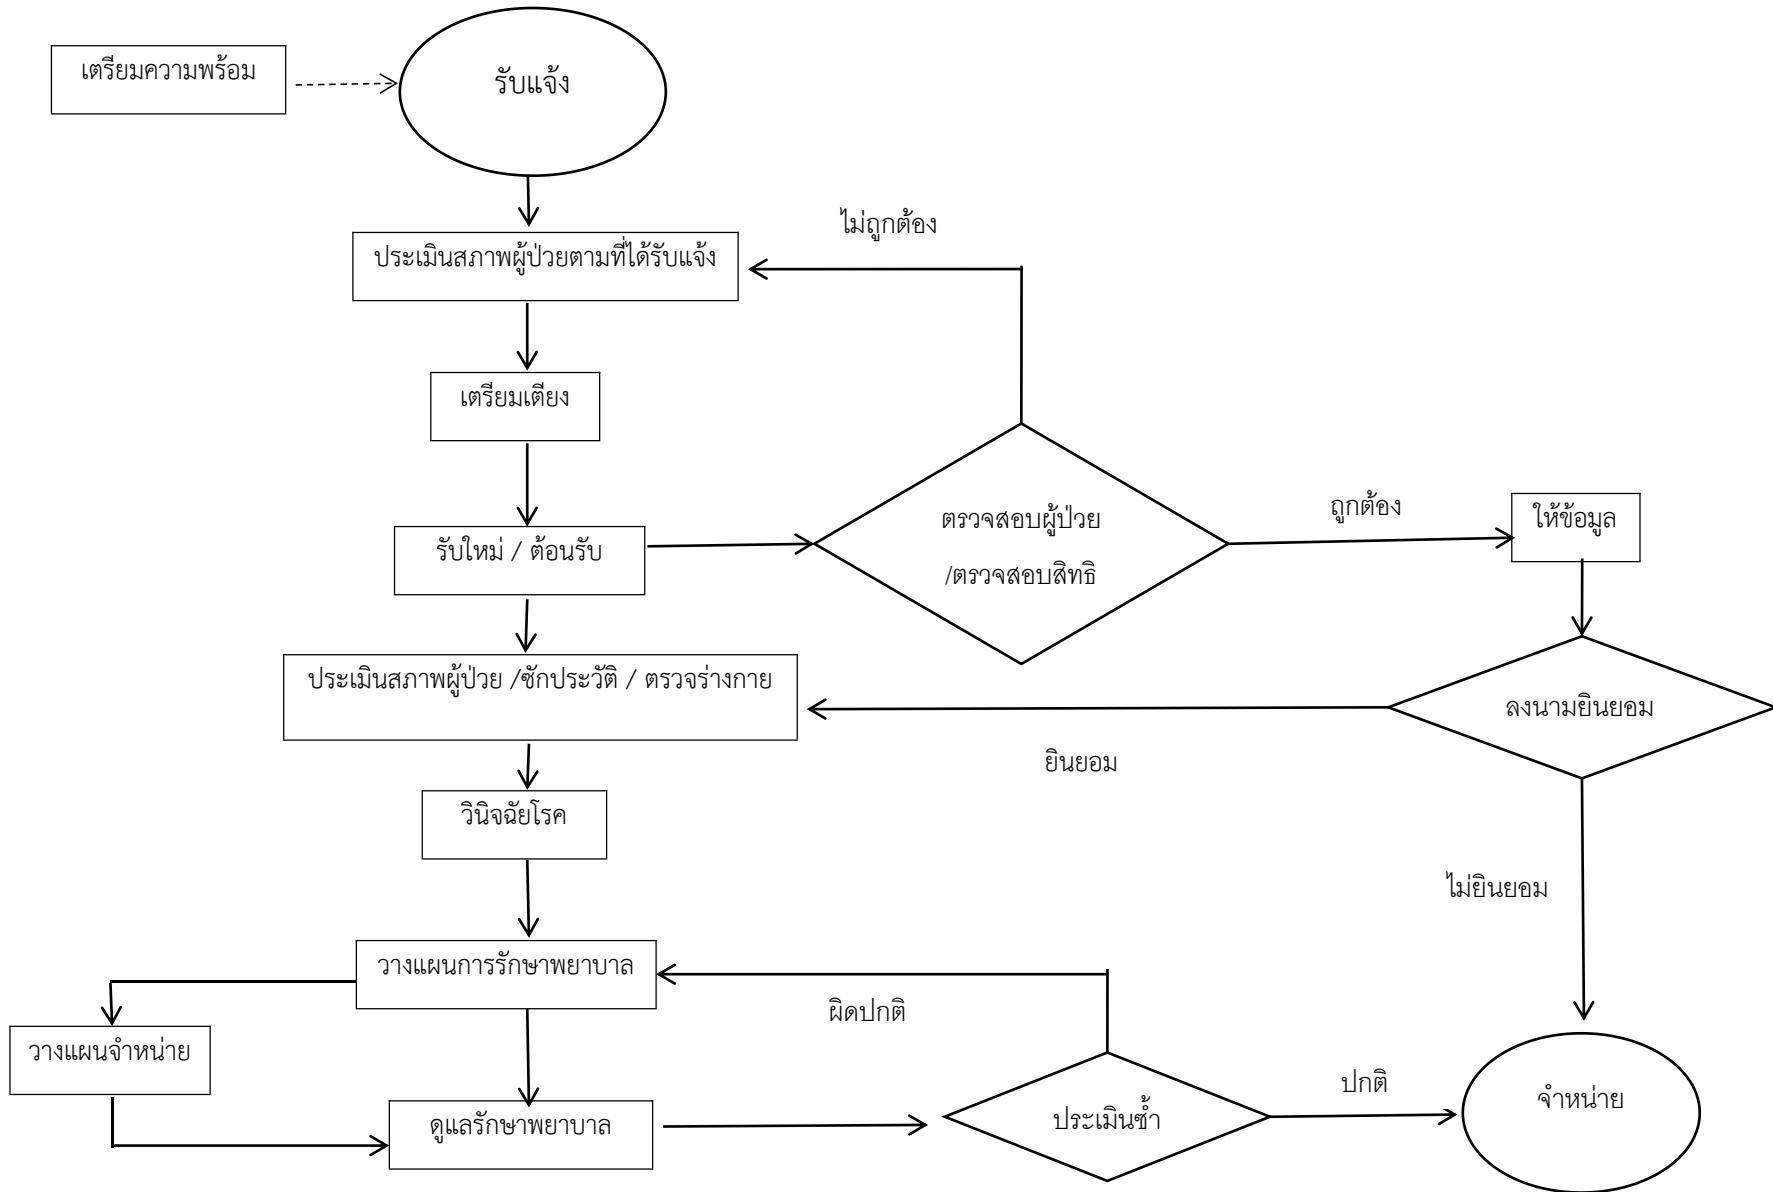 เตรียมความพร้อม
รับแจ้ง
ไม่ถูกต้อง
ประเมินสภาพผู้ป่วยตามที่ได้รับแจ้ง
เตรียมเตียง
ตรวจสอบผู้ป่วย
/ตรวจสอบสิทธิ
ถูกต้อง
ให้ข้อมูล
รับใหม่ / ต้อนรับ
ประเมินสภาพผู้ป่วย /ซักประวัติ / ตรวจร่างกาย
ลงนามยินยอม
ยินยอม
วินิจฉัยโรค
ไม่ยินยอม
วางแผนการรักษาพยาบาล
ผิดปกติ
วางแผนจำหน่าย
ดูแลรักษาพยาบาล
ประเมินซ้ำ
ปกติ
จำหน่าย